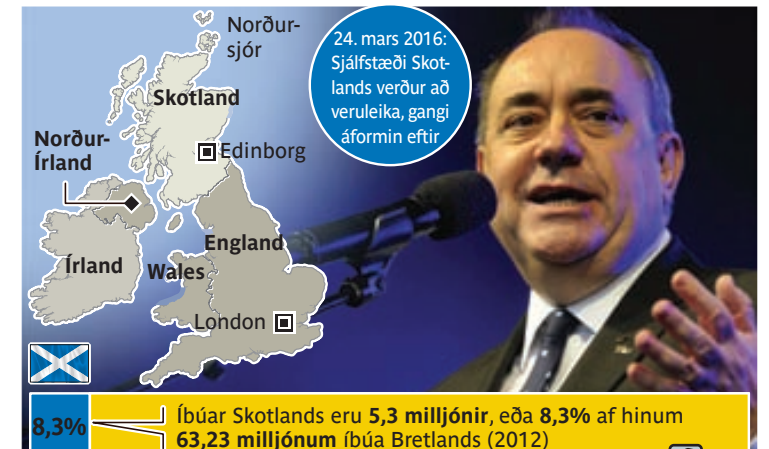 Norður-
sjór
Skotland
Edinborg
Norður-
Írland
Írland
Wales
England
London
24. mars 2016:
Sjálfstæði Skot-
lands verður að
veruleika, gangi
áformin eftir
8,3%
Íbúar Skotlands eru 5,3 milljónir, eða 8,3% af hinum
63,23 milljónum íbúa Bretlands (2012)